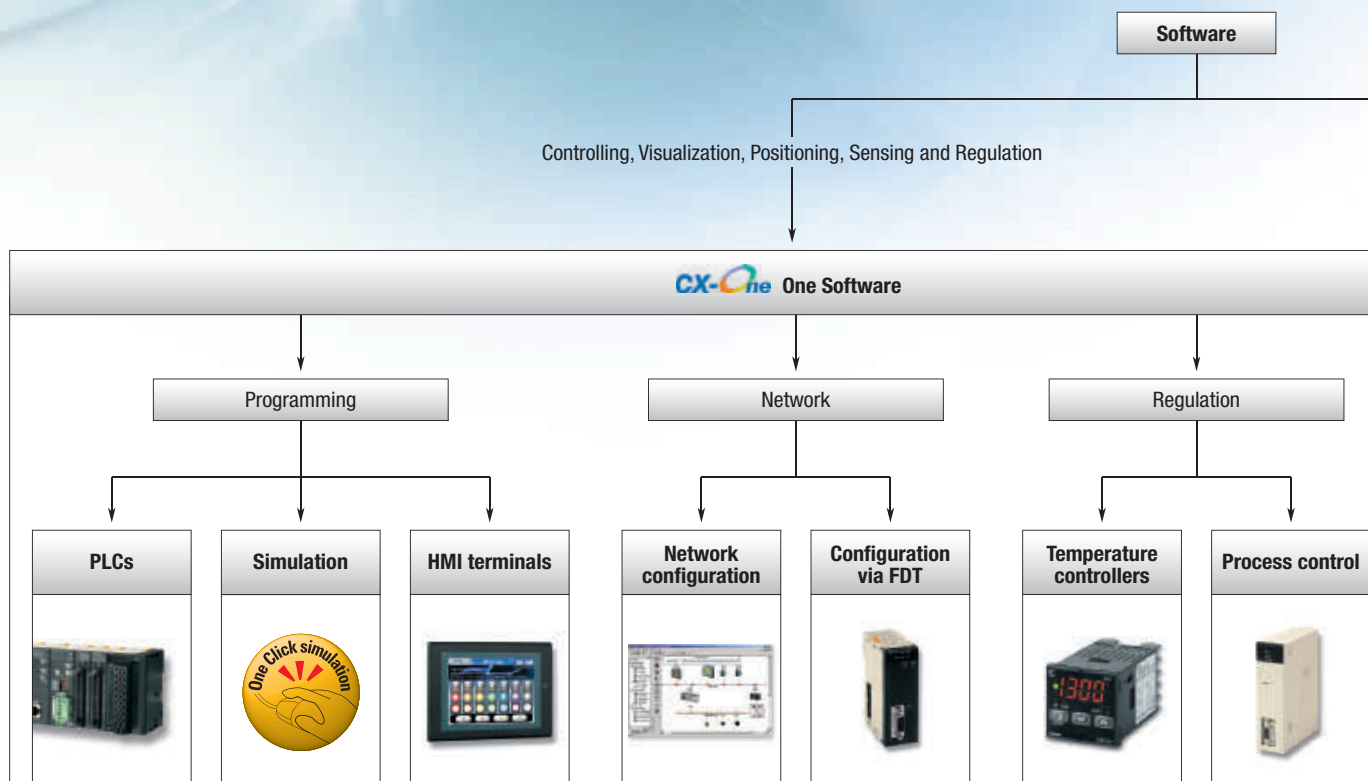 Software
Controlling, Visualization, Positioning, Sensing and Regulation
CX-One One Software
Programming
Network
Regulation
PLCs
Simulation
HMI terminals
Network
configuration
Configuration
via FDT
Temperature
controllers
Process control
One Click simulation
1300